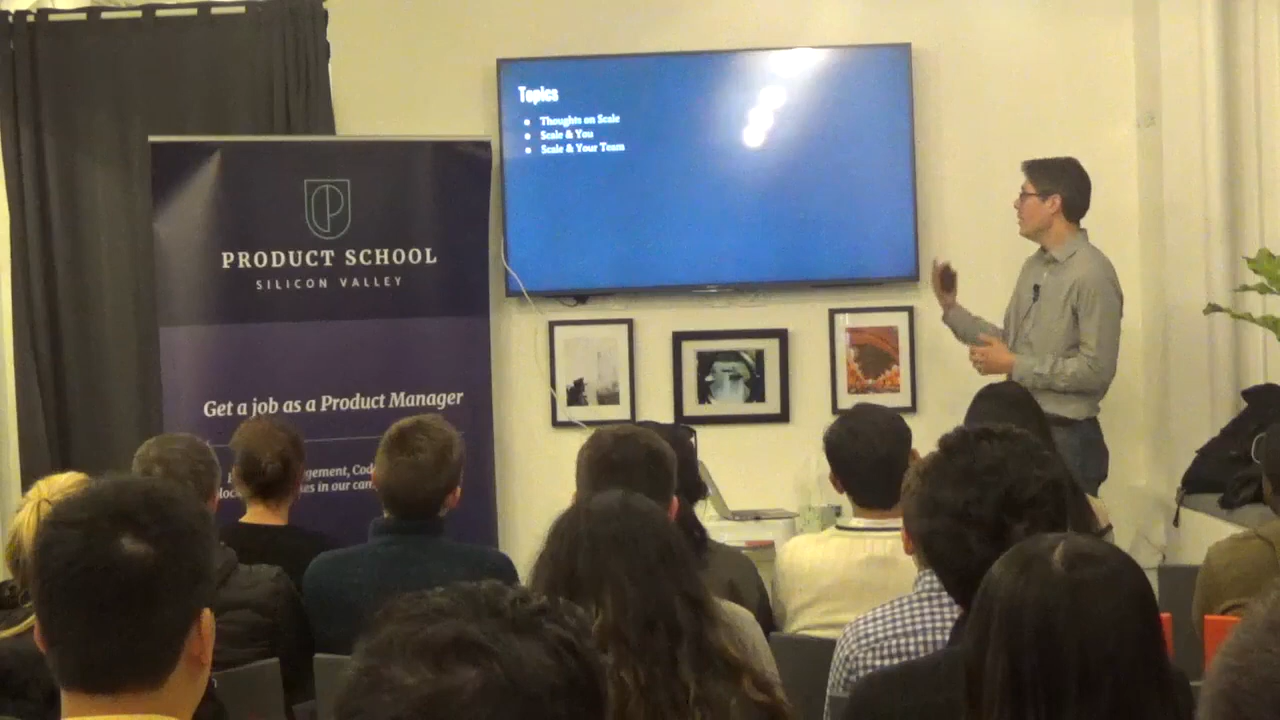 Topics
Thoughts on Scale
Scale & You
Scale & Your Team
PRODUCT SCHOOL
SILICON VALLEY
Get a job as a Product Manager